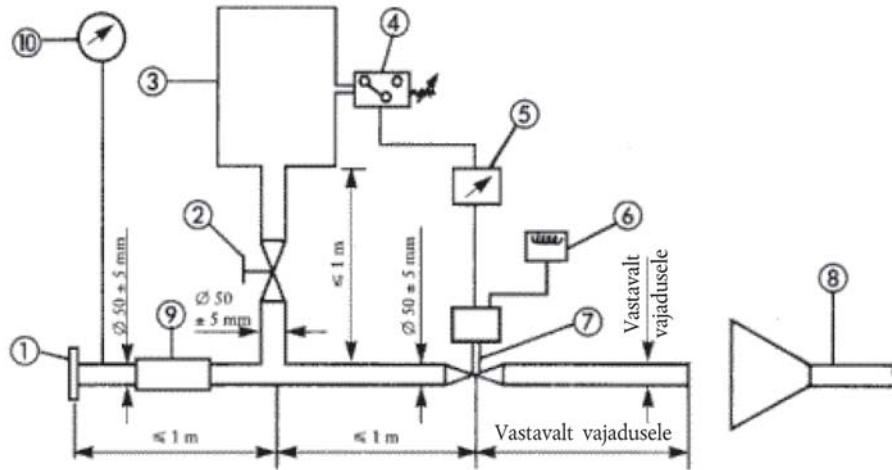 ⑩
③
④
⑤
②
⑥
⑨
⑦
⑧
①
Ø 50 ± 5 mm
Ø 50
± 5 mm
≤ 1 m
Ø 50 ± 5 mm
Vastavalt
vajadusele
≤ 1 m
≤ 1 m
Vastavalt vajadusele